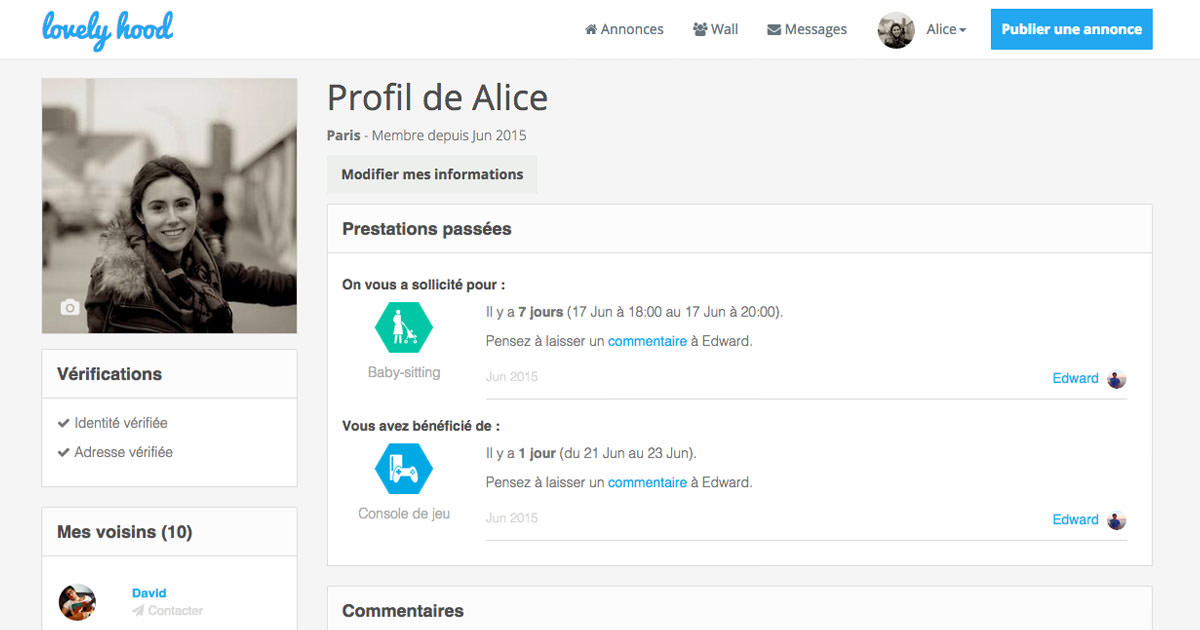 lovely hood
Annonces
Wall
Messages
Alice
Publier une annonce
Profil de Alice
Paris - Membre depuis Jun 2015
Modifier mes informations
Prestations passées
On vous a sollicité pour :
Il y a 7 jours (17 Jun à 18:00 au 17 Jun à 20:00).
Pensez à laisser un commentaire à Edward.
Baby-sitting
Jun 2015
Edward
Vous avez bénéficié de :
Il y a 1 jour (du 21 Jun au 23 Jun).
Pensez à laisser un commentaire à Edward.
Console de jeu
Jun 2015
Edward
Commentaires
Vérifications
Identité vérifiée
Adresse vérifiée
Mes voisins (10)
David
Contacter